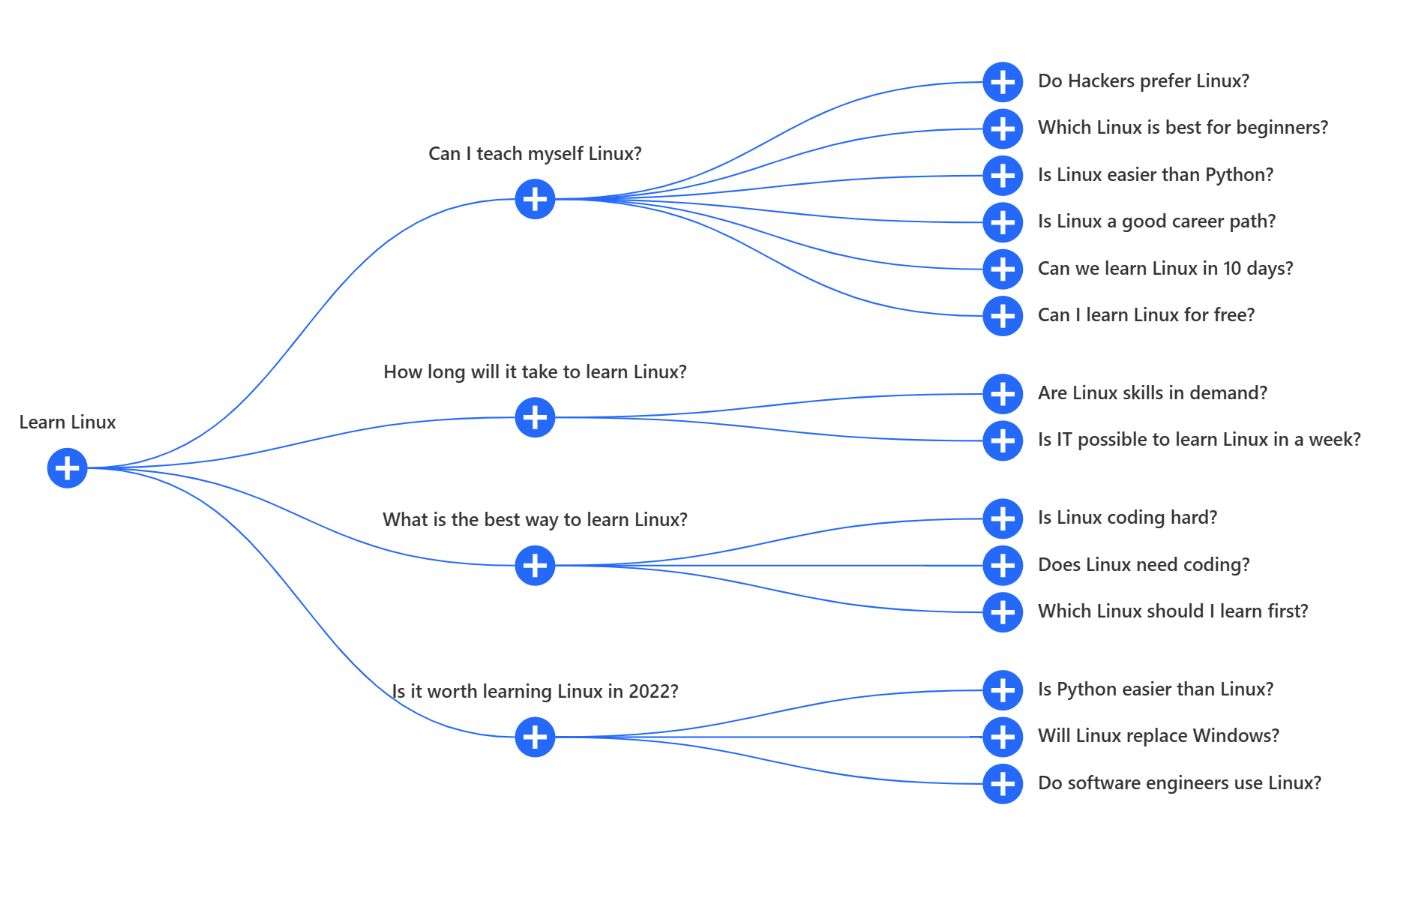 Learn Linux
Can I teach myself Linux?
Do Hackers prefer Linux?
Which Linux is best for beginners?
Is Linux easier than Python?
Is Linux a good career path?
Can we learn Linux in 10 days?
Can I learn Linux for free?
How long will it take to learn Linux?
Are Linux skills in demand?
Is IT possible to learn Linux in a week?
What is the best way to learn Linux?
Is Linux coding hard?
Does Linux need coding?
Which Linux should I learn first?
Is it worth learning Linux in 2022?
Is Python easier than Linux?
Will Linux replace Windows?
Do software engineers use Linux?